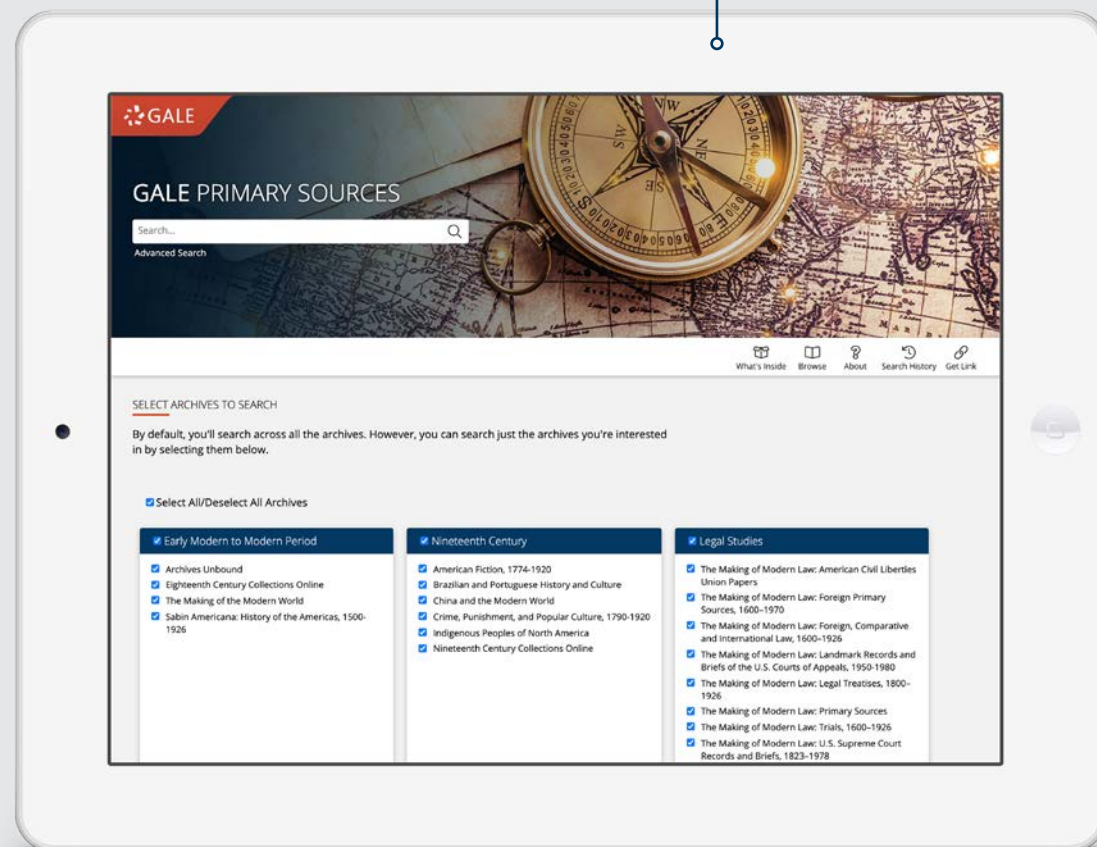 GALE
GALE PRIMARY SOURCES
Search...
Advanced Search
NW
N
NE
SW
SE
What's Inside
Browse
About
Search History
Get Link
SELECT ARCHIVES TO SEARCH
By default, you'll search across all the archives. However, you can search just the archives you're interested
in by selecting them below.
Select All/Deselect All Archives
Early Modern to Modern Period
Archives Unbound
Eighteenth Century Collections Online
The Making of the Modern World
Sabin Americana: History of the Americas, 1500-
1926
Nineteenth Century
American Fiction, 1774-1920
Brazilian and Portuguese History and Culture
China and the Modern World
Crime, Punishment, and Popular Culture, 1790-1920
Indigenous Peoples of North America
Nineteenth Century Collections Online
Legal Studies
The Making of Modern Law: American Civil Liberties
Union Papers
The Making of Modern Law: Foreign Primary
Sources, 1600–1970
The Making of Modern Law: Foreign, Comparative
and International Law, 1600–1926
The Making of Modern Law: Landmark Records and
Briefs of the U.S. Courts of Appeals, 1950-1980
The Making of Modern Law: Legal Treatises, 1800–
1926
The Making of Modern Law: Primary Sources
The Making of Modern Law: Trials, 1600–1926
The Making of Modern Law: U.S. Supreme Court
Records and Briefs, 1823–1978